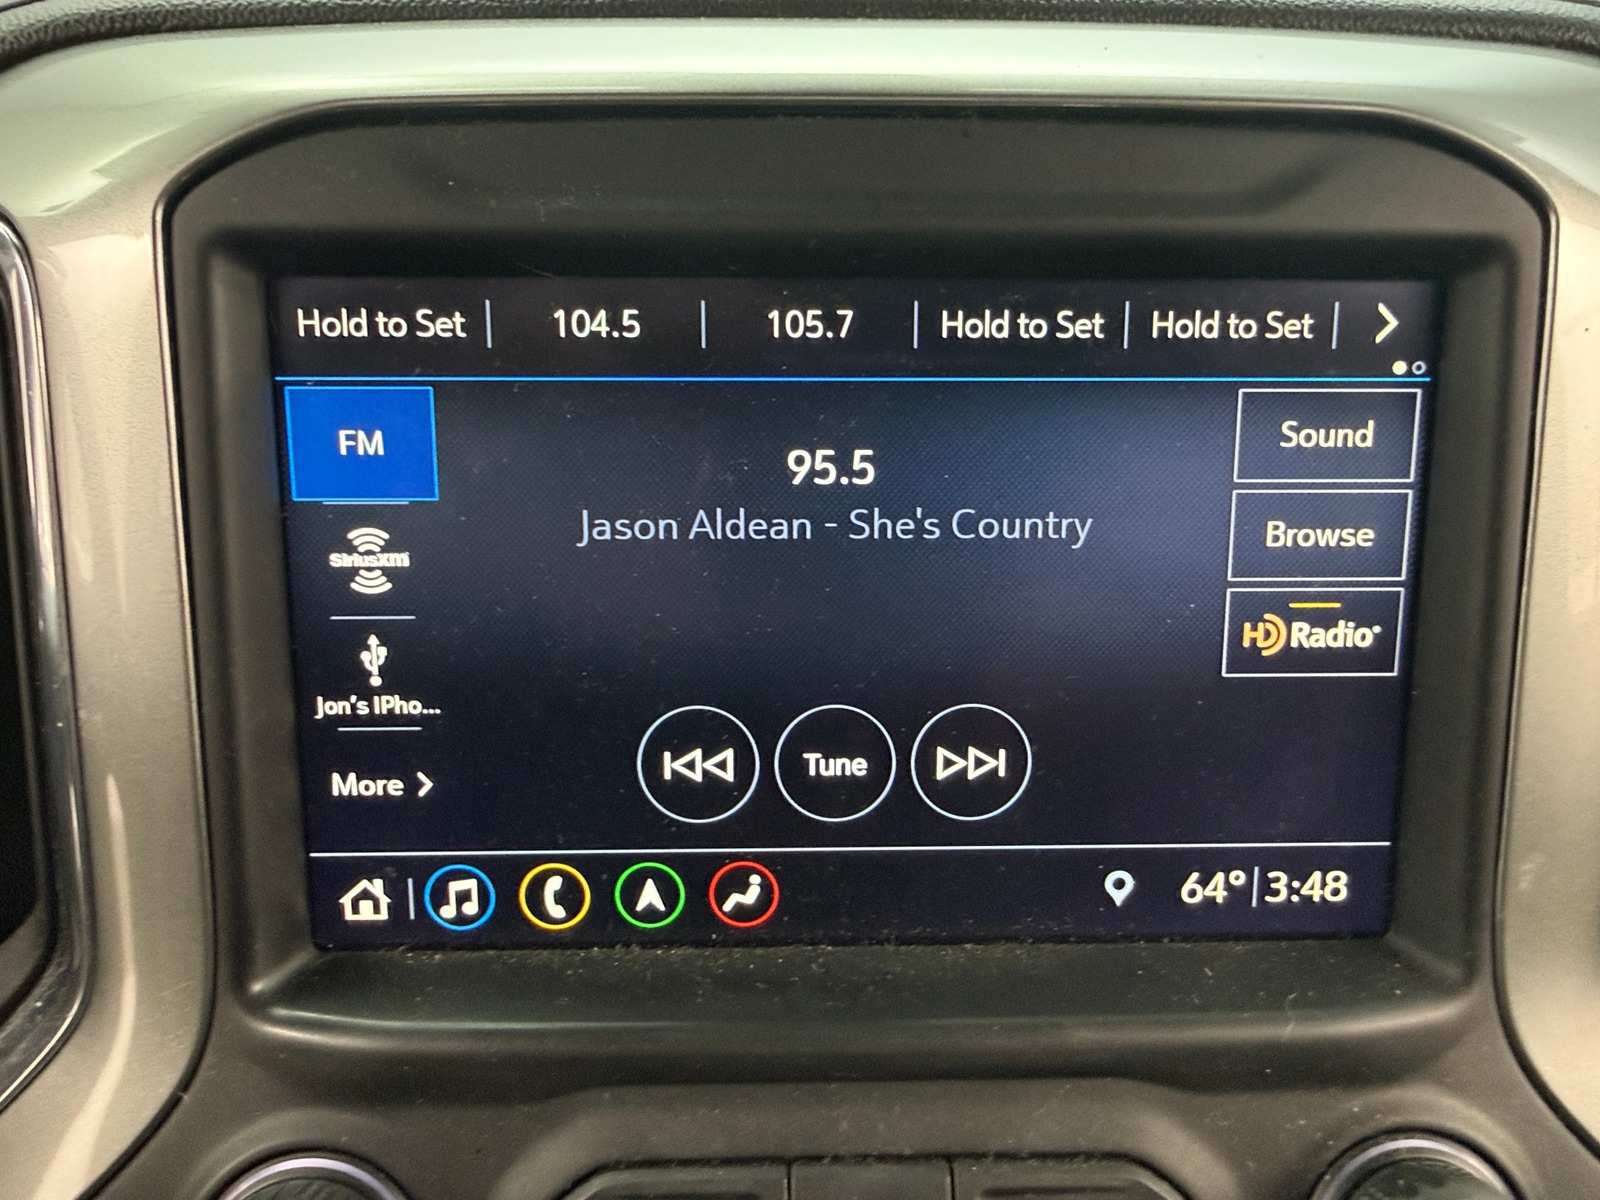 Hold to Set | 104.5 | 105.7 | Hold to Set | Hold to Set
FM
95.5
Jason Aldean - She's Country
Sound
SiriusXM
Browse
HD Radio
Jon's IPho...
More
Tune
64° | 3:48